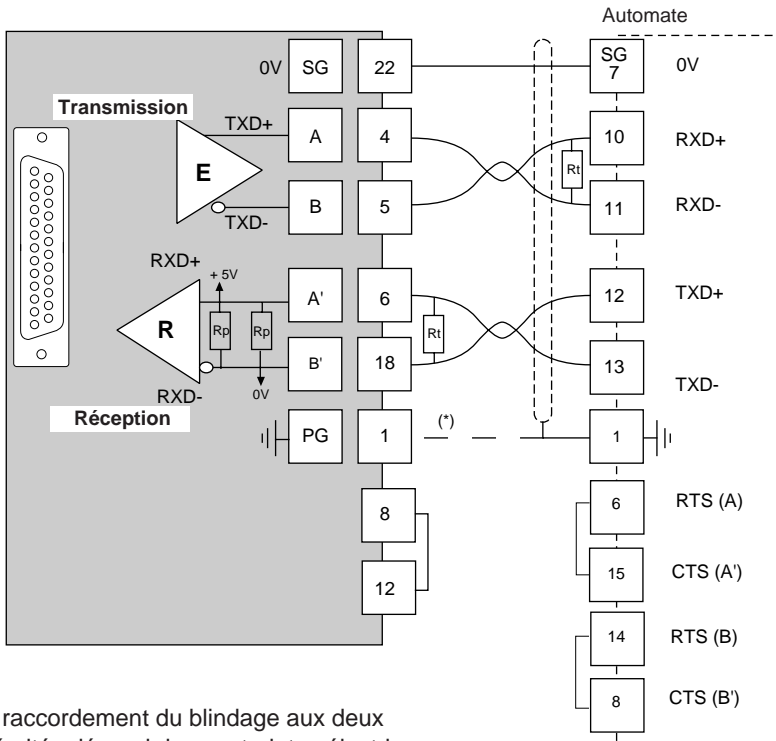 Automate
0V SG 22 SG 7 0V
Transmission
TXD+ A 4 10 RXD+
E Rt
TXD- B 5 11 RXD-
RXD+
+ 5V
A' 6 12 TXD+
R Rp Rp Rt
B' 18 13
RXD- 0V TXD-
Réception
PG 1 (*) 1
8 6 RTS (A)
12 15 CTS (A')
14 RTS (B)
8 CTS (B')
raccordement du blindage aux deux